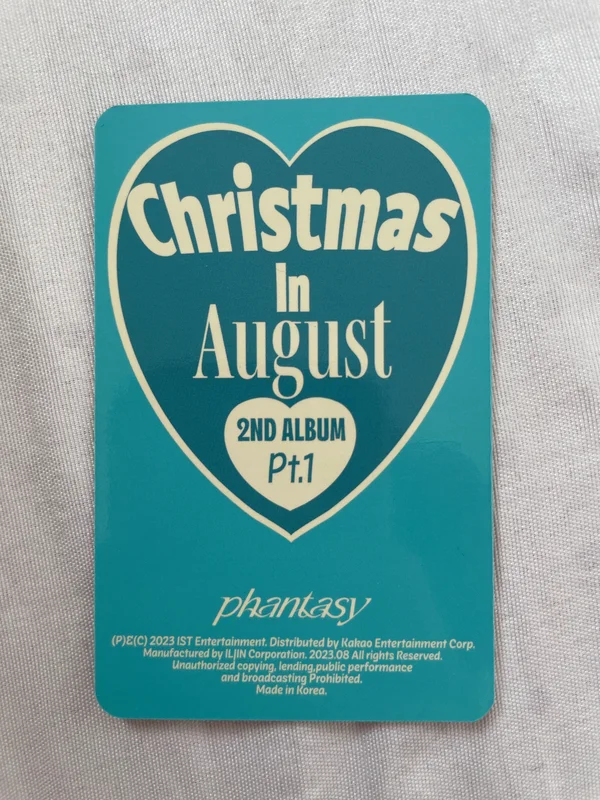 Christmas
In
August
2ND ALBUM
Pt.1
phantasy
(P)&(C) 2023 IST Entertainment. Distributed by Kakao Entertainment Corp.
Manufactured by ILJIN Corporation. 2023.08 All rights Reserved.
Unauthorized copying, lending,public performance
and broadcasting Prohibited.
Made in Korea.